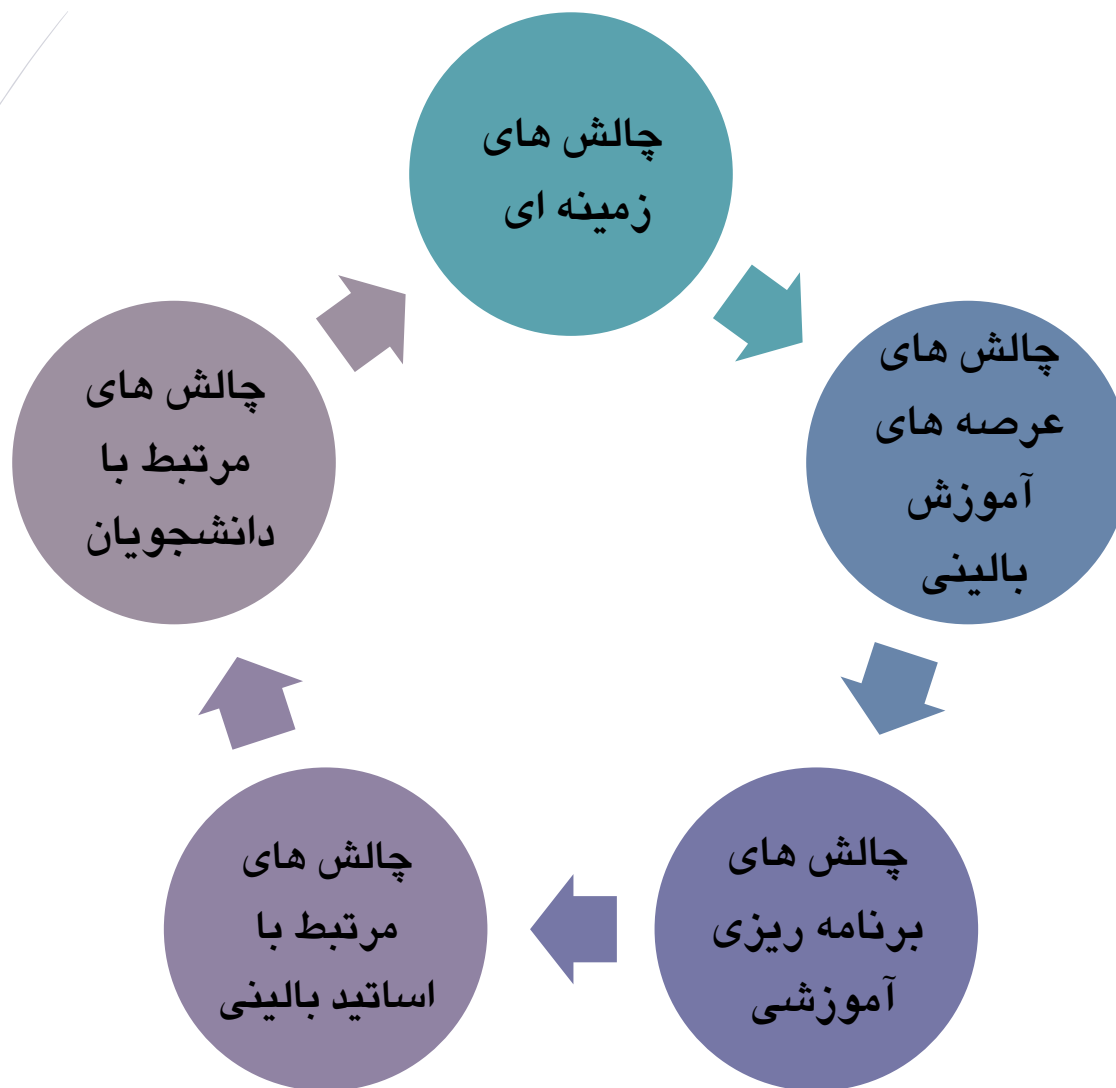 چالش های
زمینه ای
چالش های
عرصه های
آموزش
بالینی
چالش های
برنامه ریزی
آموزشی
چالش های
مرتبط با
اساتید بالینی
چالش های
مرتبط با
دانشجویان